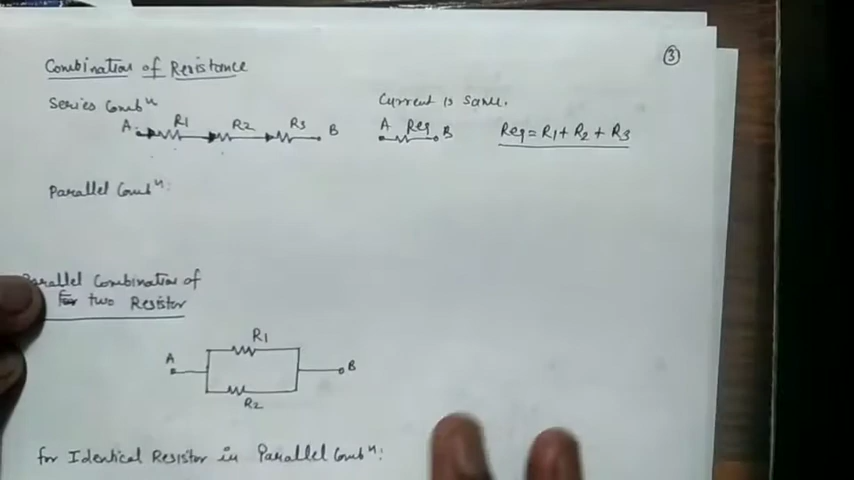 ③
Combination of Resistance
Series Combⁿ
Current is same.
A R1 R2 R3 B
A Req B
Req = R1 + R2 + R3
Parallel Combⁿ:
Parallel Combination of
two Resistor
R1
A B
R2
for Identical Resistor in Parallel Combⁿ: